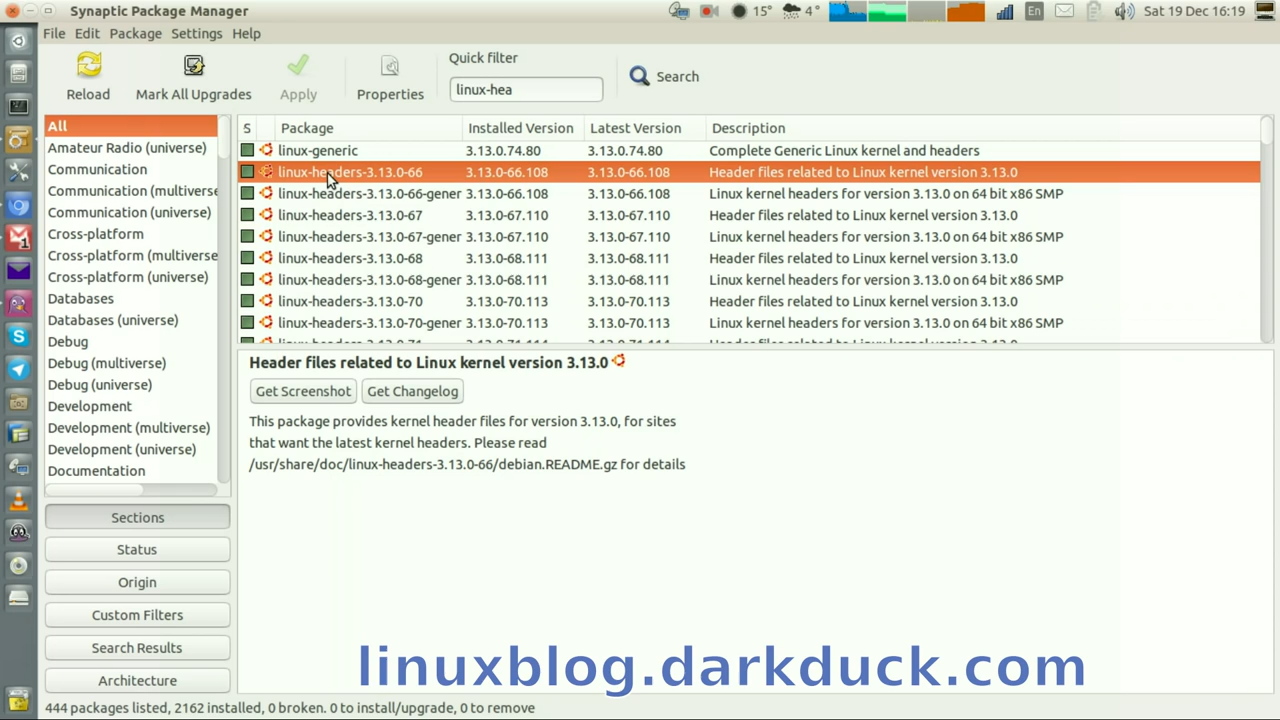 Synaptic Package Manager
15° 4° En Sat 19 Dec 16:19
File Edit Package Settings Help
Reload
Mark All Upgrades
Apply
Properties
Quick filter
linux-hea
Search
All
Amateur Radio (universe)
Communication
Communication (multiverse
Communication (universe)
Cross-platform
Cross-platform (multiverse
Cross-platform (universe)
Databases
Databases (universe)
Debug
Debug (multiverse)
Debug (universe)
Development
Development (multiverse)
Development (universe)
Documentation
Sections
Status
Origin
Custom Filters
Search Results
Architecture
S Package Installed Version Latest Version Description
linux-generic 3.13.0.74.80 3.13.0.74.80 Complete Generic Linux kernel and headers
linux-headers-3.13.0-66 3.13.0-66.108 3.13.0-66.108 Header files related to Linux kernel version 3.13.0
linux-headers-3.13.0-66-gener 3.13.0-66.108 3.13.0-66.108 Linux kernel headers for version 3.13.0 on 64 bit x86 SMP
linux-headers-3.13.0-67 3.13.0-67.110 3.13.0-67.110 Header files related to Linux kernel version 3.13.0
linux-headers-3.13.0-67-gener 3.13.0-67.110 3.13.0-67.110 Linux kernel headers for version 3.13.0 on 64 bit x86 SMP
linux-headers-3.13.0-68 3.13.0-68.111 3.13.0-68.111 Header files related to Linux kernel version 3.13.0
linux-headers-3.13.0-68-gener 3.13.0-68.111 3.13.0-68.111 Linux kernel headers for version 3.13.0 on 64 bit x86 SMP
linux-headers-3.13.0-70 3.13.0-70.113 3.13.0-70.113 Header files related to Linux kernel version 3.13.0
linux-headers-3.13.0-70-gener 3.13.0-70.113 3.13.0-70.113 Linux kernel headers for version 3.13.0 on 64 bit x86 SMP
Header files related to Linux kernel version 3.13.0
Get Screenshot
Get Changelog
This package provides kernel header files for version 3.13.0, for sites
that want the latest kernel headers. Please read
/usr/share/doc/linux-headers-3.13.0-66/debian.README.gz for details
linuxblog.darkduck.com
444 packages listed, 2162 installed, 0 broken. 0 to install/upgrade, 0 to remove